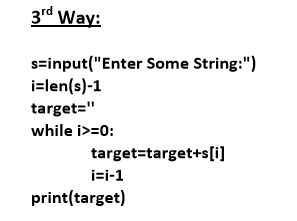 3rd Way:
s=input("Enter Some String:")
i=len(s)-1
target=''
while i>=0:
target=target+s[i]
i=i-1
print(target)